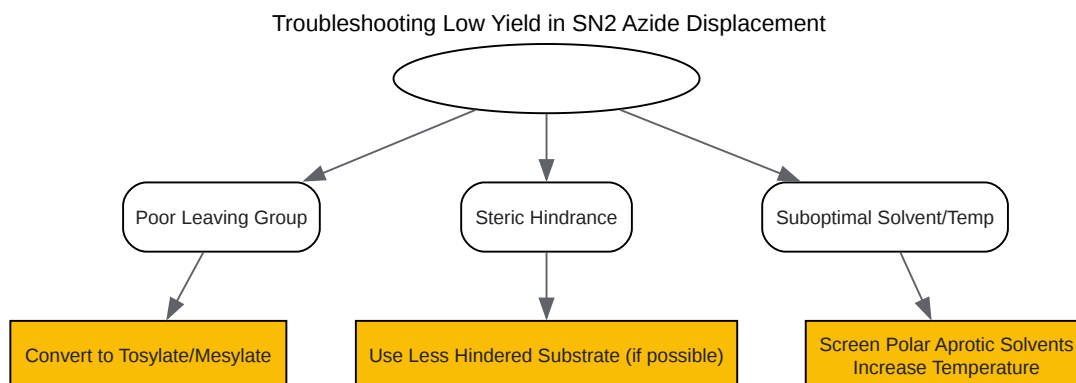 Troubleshooting Low Yield in SN2 Azide Displacement
Poor Leaving Group
Steric Hindrance
Suboptimal Solvent/Temp
Convert to Tosylate/Mesylate
Use Less Hindered Substrate (if possible)
Screen Polar Aprotic Solvents
Increase Temperature